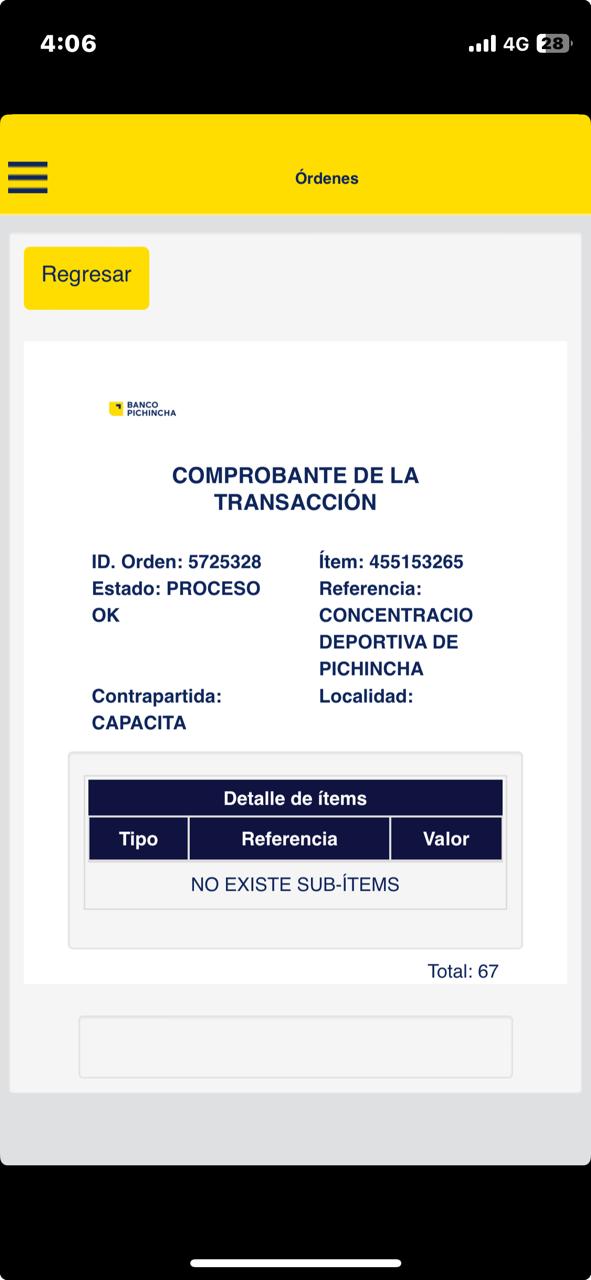 4:06
4G 28
Órdenes
Regresar
BANCO
PICHINCHA
COMPROBANTE DE LA
TRANSACCIÓN
ID. Orden: 5725328
Ítem: 455153265
Estado: PROCESO
OK
Referencia:
CONCENTRACIO
DEPORTIVA DE
PICHINCHA
Contrapartida:
CAPACITA
Localidad:
Detalle de ítems
Tipo Referencia Valor
NO EXISTE SUB-ÍTEMS
Total: 67